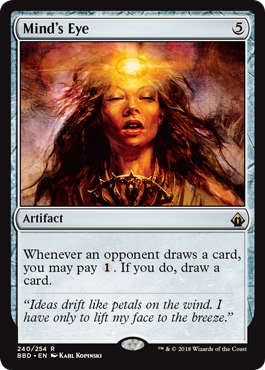 Mind's Eye 5
Artifact
Whenever an opponent draws a card,
you may pay 1. If you do, draw a
card.
“Ideas drift like petals on the wind. I
have only to lift my face to the breeze.”
240/254 R
BBD • EN Karl Kopinski
™ & © 2018 Wizards of the Coast